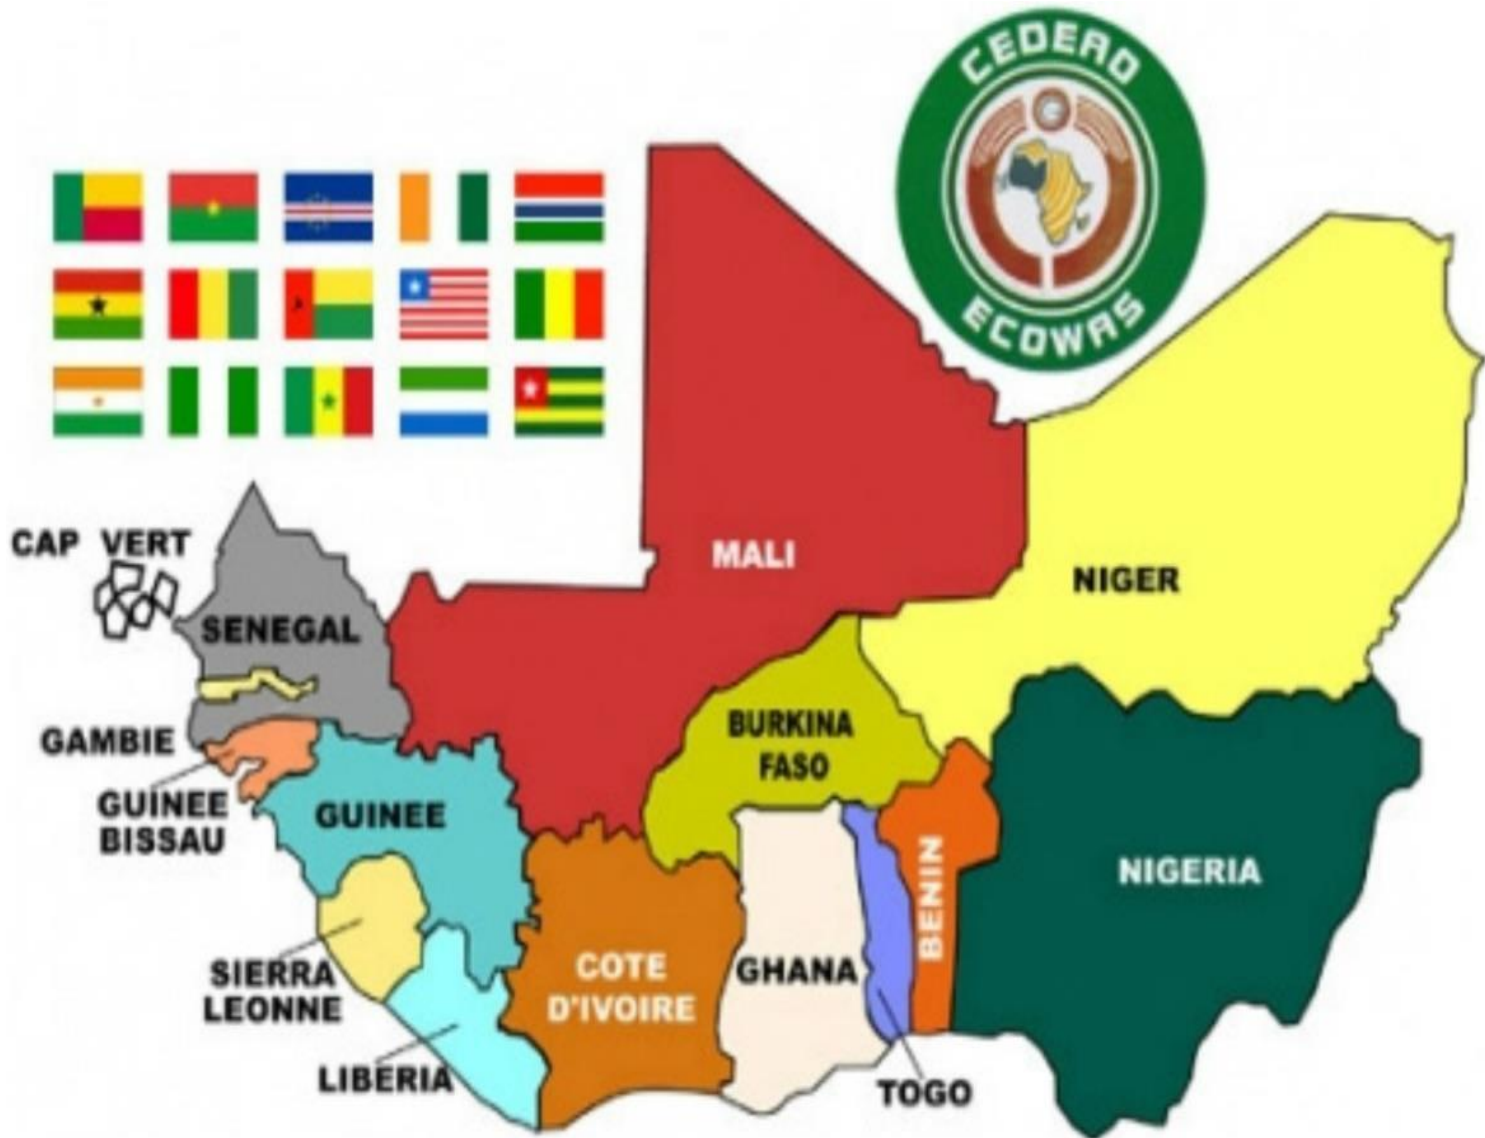 CEDEAO
ECOWAS
CAP VERT
SENEGAL
MALI
NIGER
GAMBIE
GUINEE
BISSAU
GUINEE
BURKINA
FASO
BENIN
NIGERIA
SIERRA
LEONNE
COTE
D'IVOIRE
GHANA
LIBERIA
TOGO